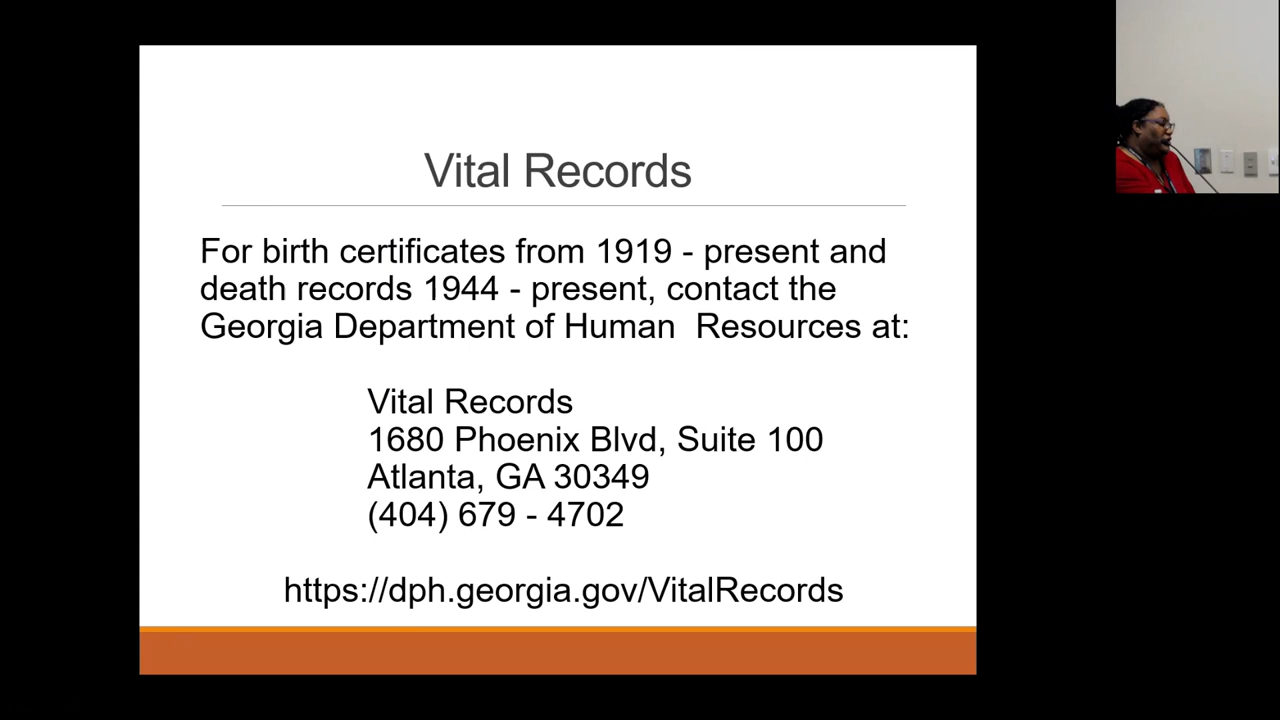 Vital Records
For birth certificates from 1919 - present and
death records 1944 - present, contact the
Georgia Department of Human  Resources at:
Vital Records
1680 Phoenix Blvd, Suite 100
Atlanta, GA 30349
(404) 679 - 4702
https://dph.georgia.gov/VitalRecords